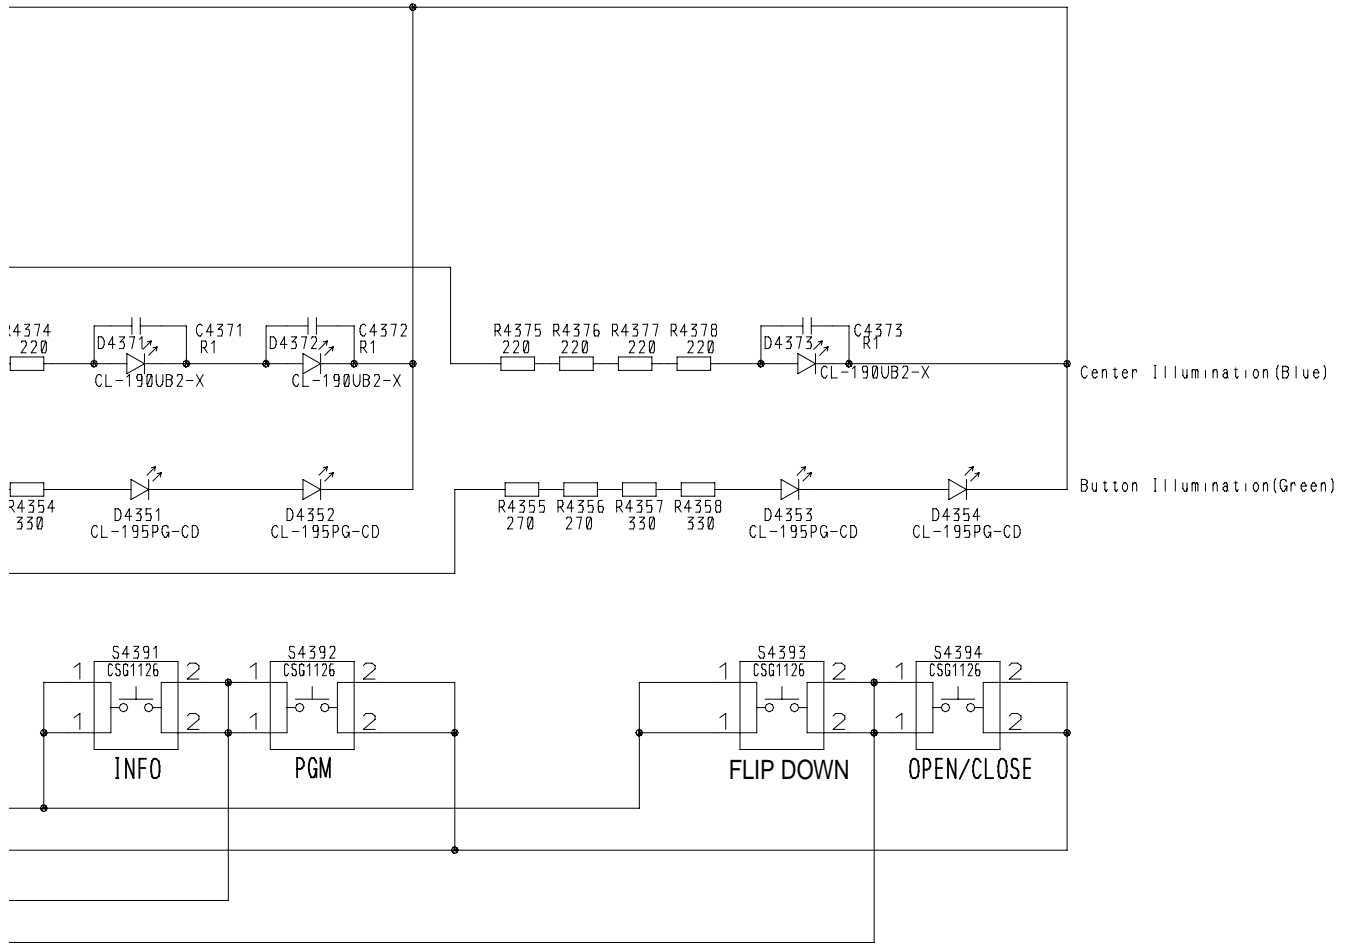 R4374
220
D4371
C4371
R1
CL-190UB2-X
D4372
C4372
R1
CL-190UB2-X
R4375
220
R4376
220
R4377
220
R4378
220
D4373
C4373
R1
CL-190UB2-X
Center Illumination(Blue)
R4354
330
D4351
CL-195PG-CD
D4352
CL-195PG-CD
R4355
270
R4356
270
R4357
330
R4358
330
D4353
CL-195PG-CD
D4354
CL-195PG-CD
Button Illumination(Green)
S4391
CSG1126
1
2
1
2
INFO
S4392
CSG1126
1
2
1
2
PGM
S4393
CSG1126
1
2
1
2
FLIP DOWN
S4394
CSG1126
1
2
1
2
OPEN/CLOSE